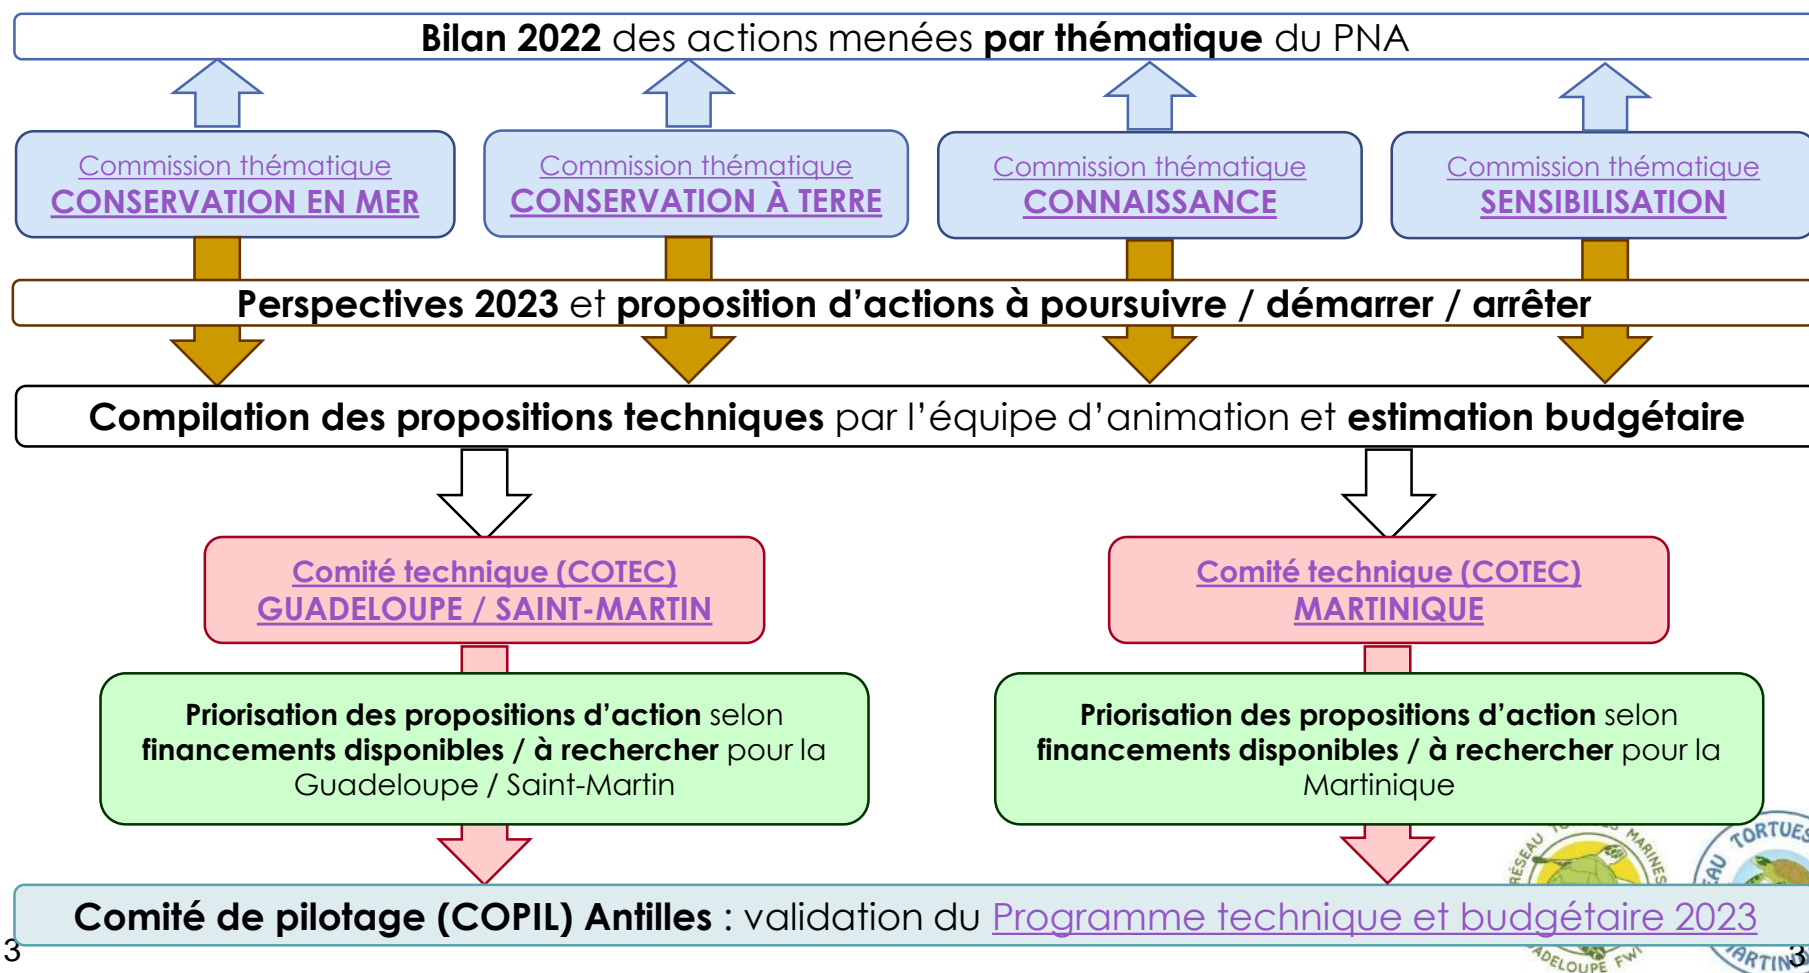 Bilan 2022 des actions menées par thématique du PNA
Commission thématique
CONSERVATION EN MER
Commission thématique
CONSERVATION À TERRE
Commission thématique
CONNAISSANCE
Commission thématique
SENSIBILISATION
Perspectives 2023 et proposition d’actions à poursuivre / démarrer / arrêter
Compilation des propositions techniques par l’équipe d’animation et estimation budgétaire
Comité technique (COTEC)
GUADELOUPE / SAINT-MARTIN
Comité technique (COTEC)
MARTINIQUE
Priorisation des propositions d’action selon
financements disponibles / à rechercher pour la
Guadeloupe / Saint-Martin
Priorisation des propositions d’action selon
financements disponibles / à rechercher pour la
Martinique
RÉSEAU MARINES
TORTUES
Comité de pilotage (COPIL) Antilles : validation du Programme technique et budgétaire 2023
3
FWI
3